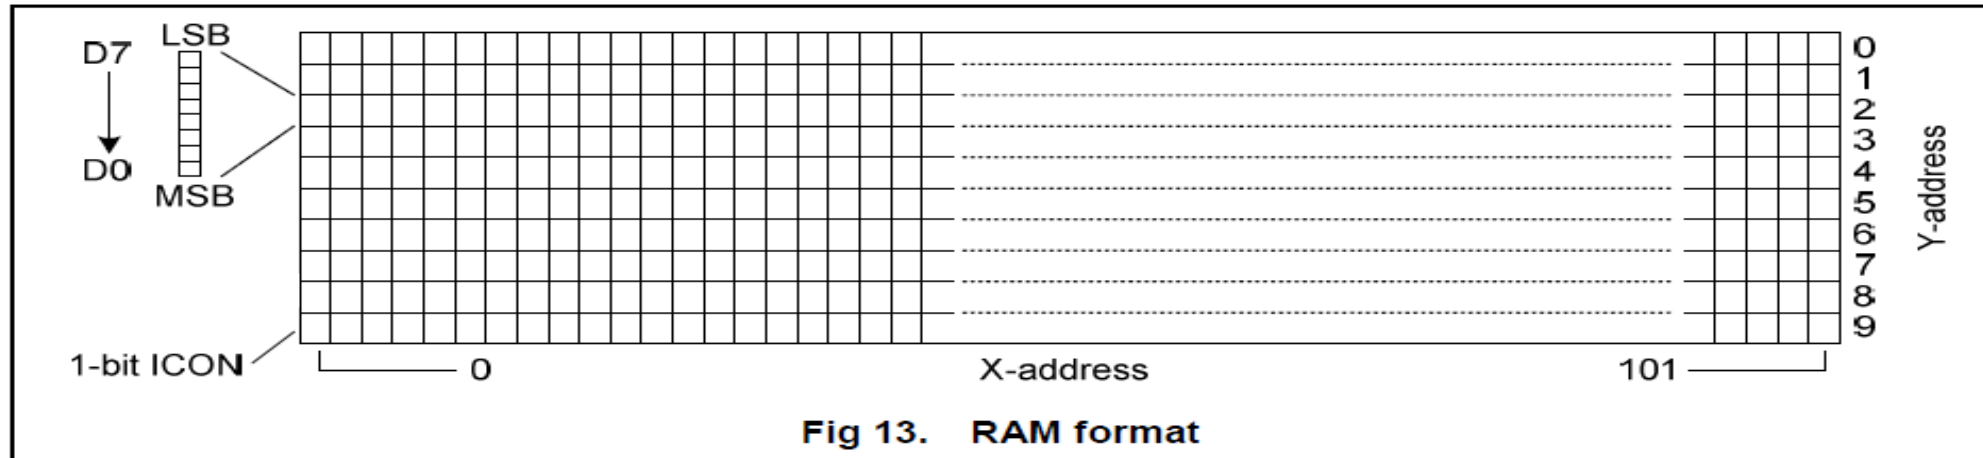 LSB
D7
D0
MSB
1-bit ICON
0
1
2
3
4
5
6
7
8
9
Y-address
0 X-address 101
Fig 13. RAM format